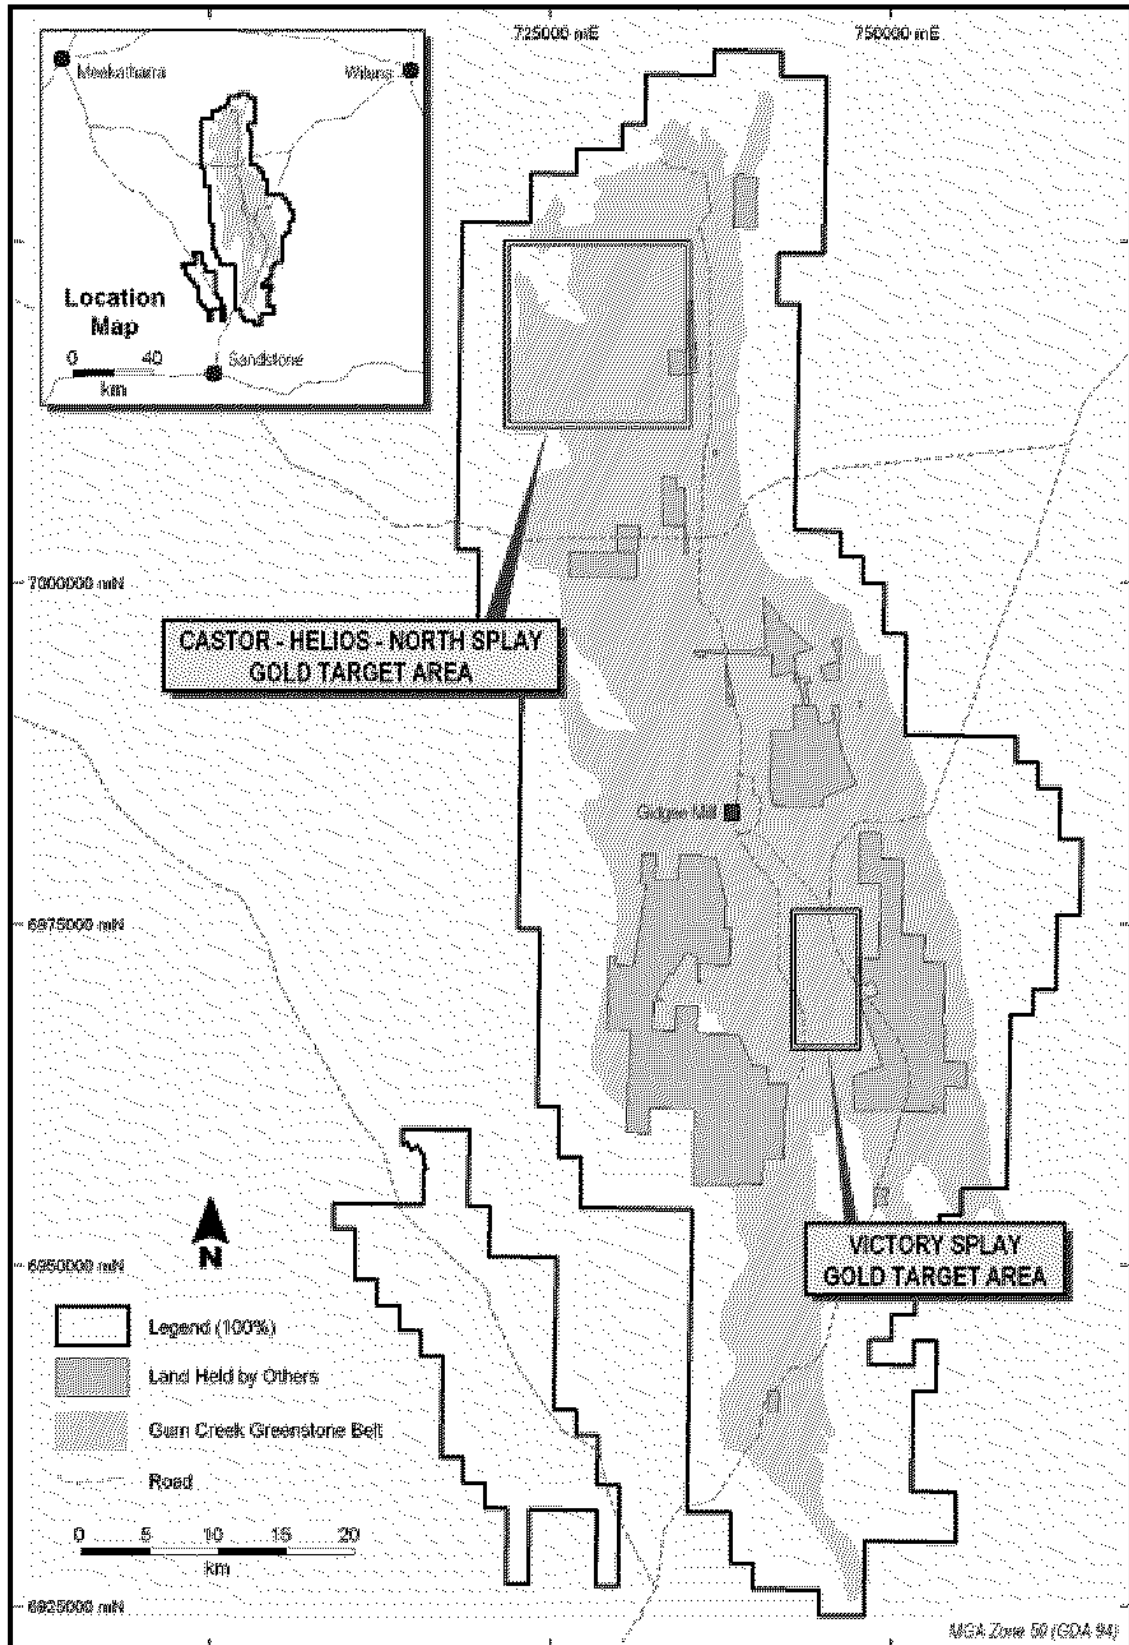 725000 mE
750000 mE
Meekatharra
Wiluna
Location
Map
0 40
km
Sandstone
7000000 mN
CASTOR - HELIOS - NORTH SPLAY
GOLD TARGET AREA
Gidgee Mill
6975000 mN
N
6950000 mN
VICTORY SPLAY
GOLD TARGET AREA
Legend (100%)
Land Held by Others
Gum Creek Greenstone Belt
Road
0 5 10 15 20
km
6925000 mN
MGA Zone 50 (GDA 94)